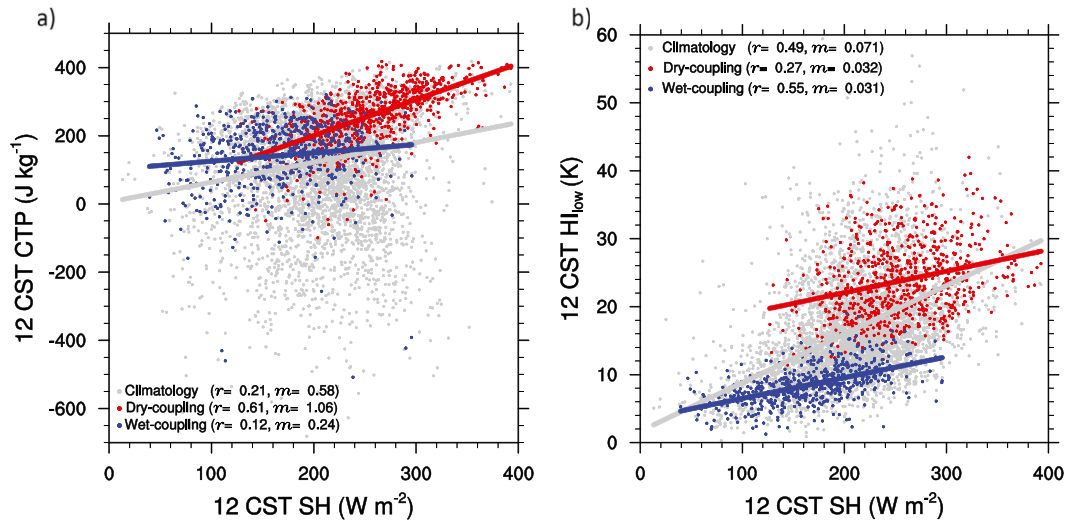 a)
12 CST CTP (J kg⁻¹)
400
200
0
-200
-400
-600
Climatology (r= 0.21, m= 0.58)
Dry-coupling (r= 0.61, m= 1.06)
Wet-coupling (r= 0.12, m= 0.24)
0 100 200 300 400
12 CST SH (W m⁻²)
b)
12 CST HI_low (K)
60
50
40
30
20
10
0
Climatology (r= 0.49, m= 0.071)
Dry-coupling (r= 0.27, m= 0.032)
Wet-coupling (r= 0.55, m= 0.031)
0 100 200 300 400
12 CST SH (W m⁻²)